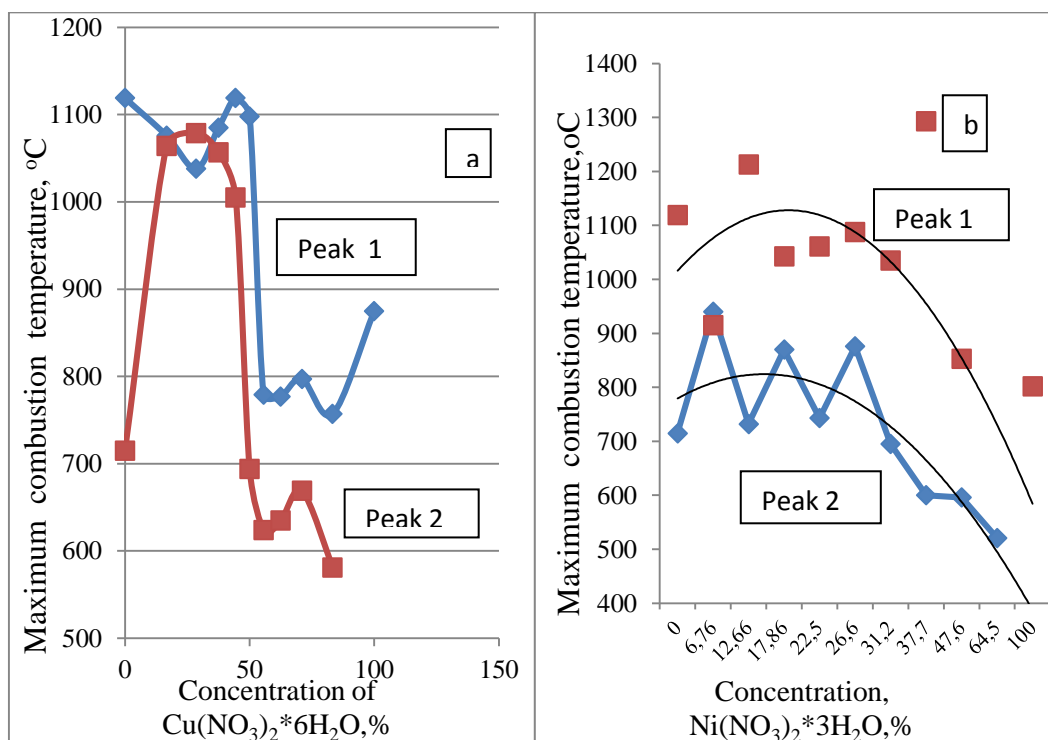 Maximum combustion temperature, °C
1200
1100
1000
900
800
700
600
500
0
50
100
150
a
Peak 1
Peak 2
Concentration of
Cu(NO₃)₂*6H₂O,%
Maximum combustion temperature,oC
1400
1300
1200
1100
1000
900
800
700
600
500
400
0
6,76
12,66
17,86
22,5
26,6
31,2
37,7
47,6
64,5
100
b
Peak 1
Peak 2
Concentration,
Ni(NO₃)₂*3H₂O,%